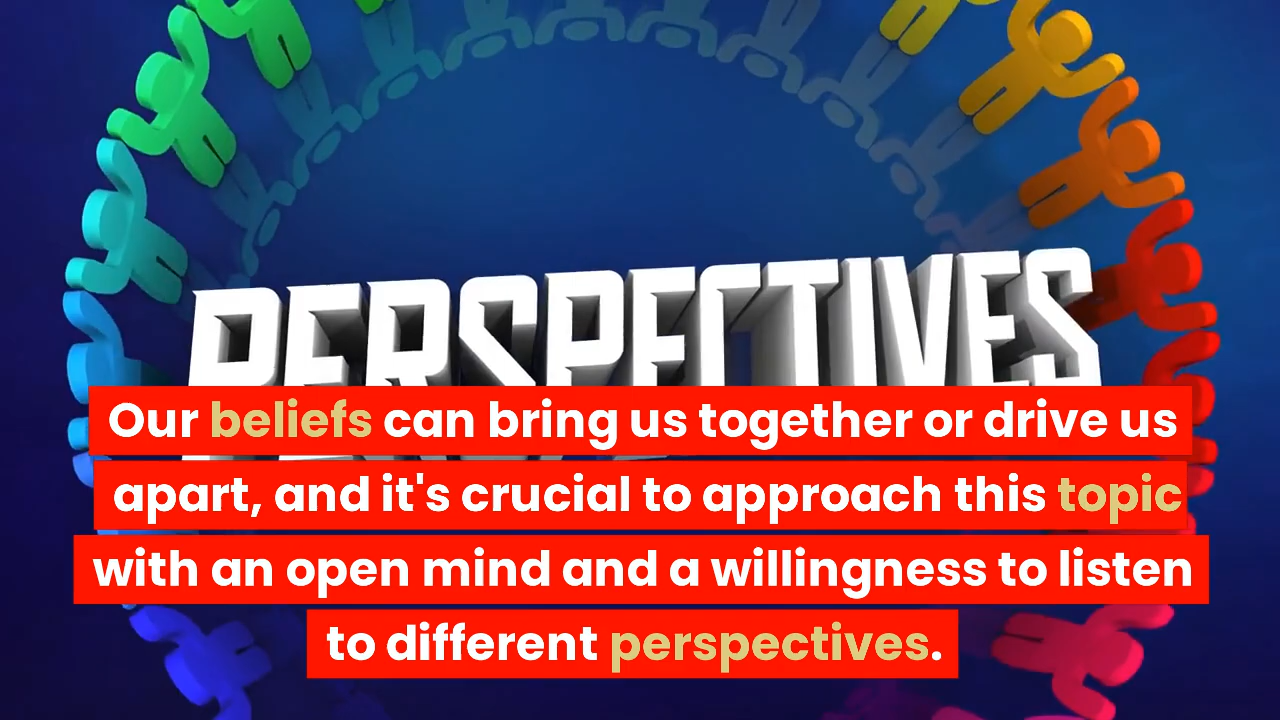 PERSPECTIVES
Our beliefs can bring us together or drive us
apart, and it's crucial to approach this topic
with an open mind and a willingness to listen
to different perspectives.